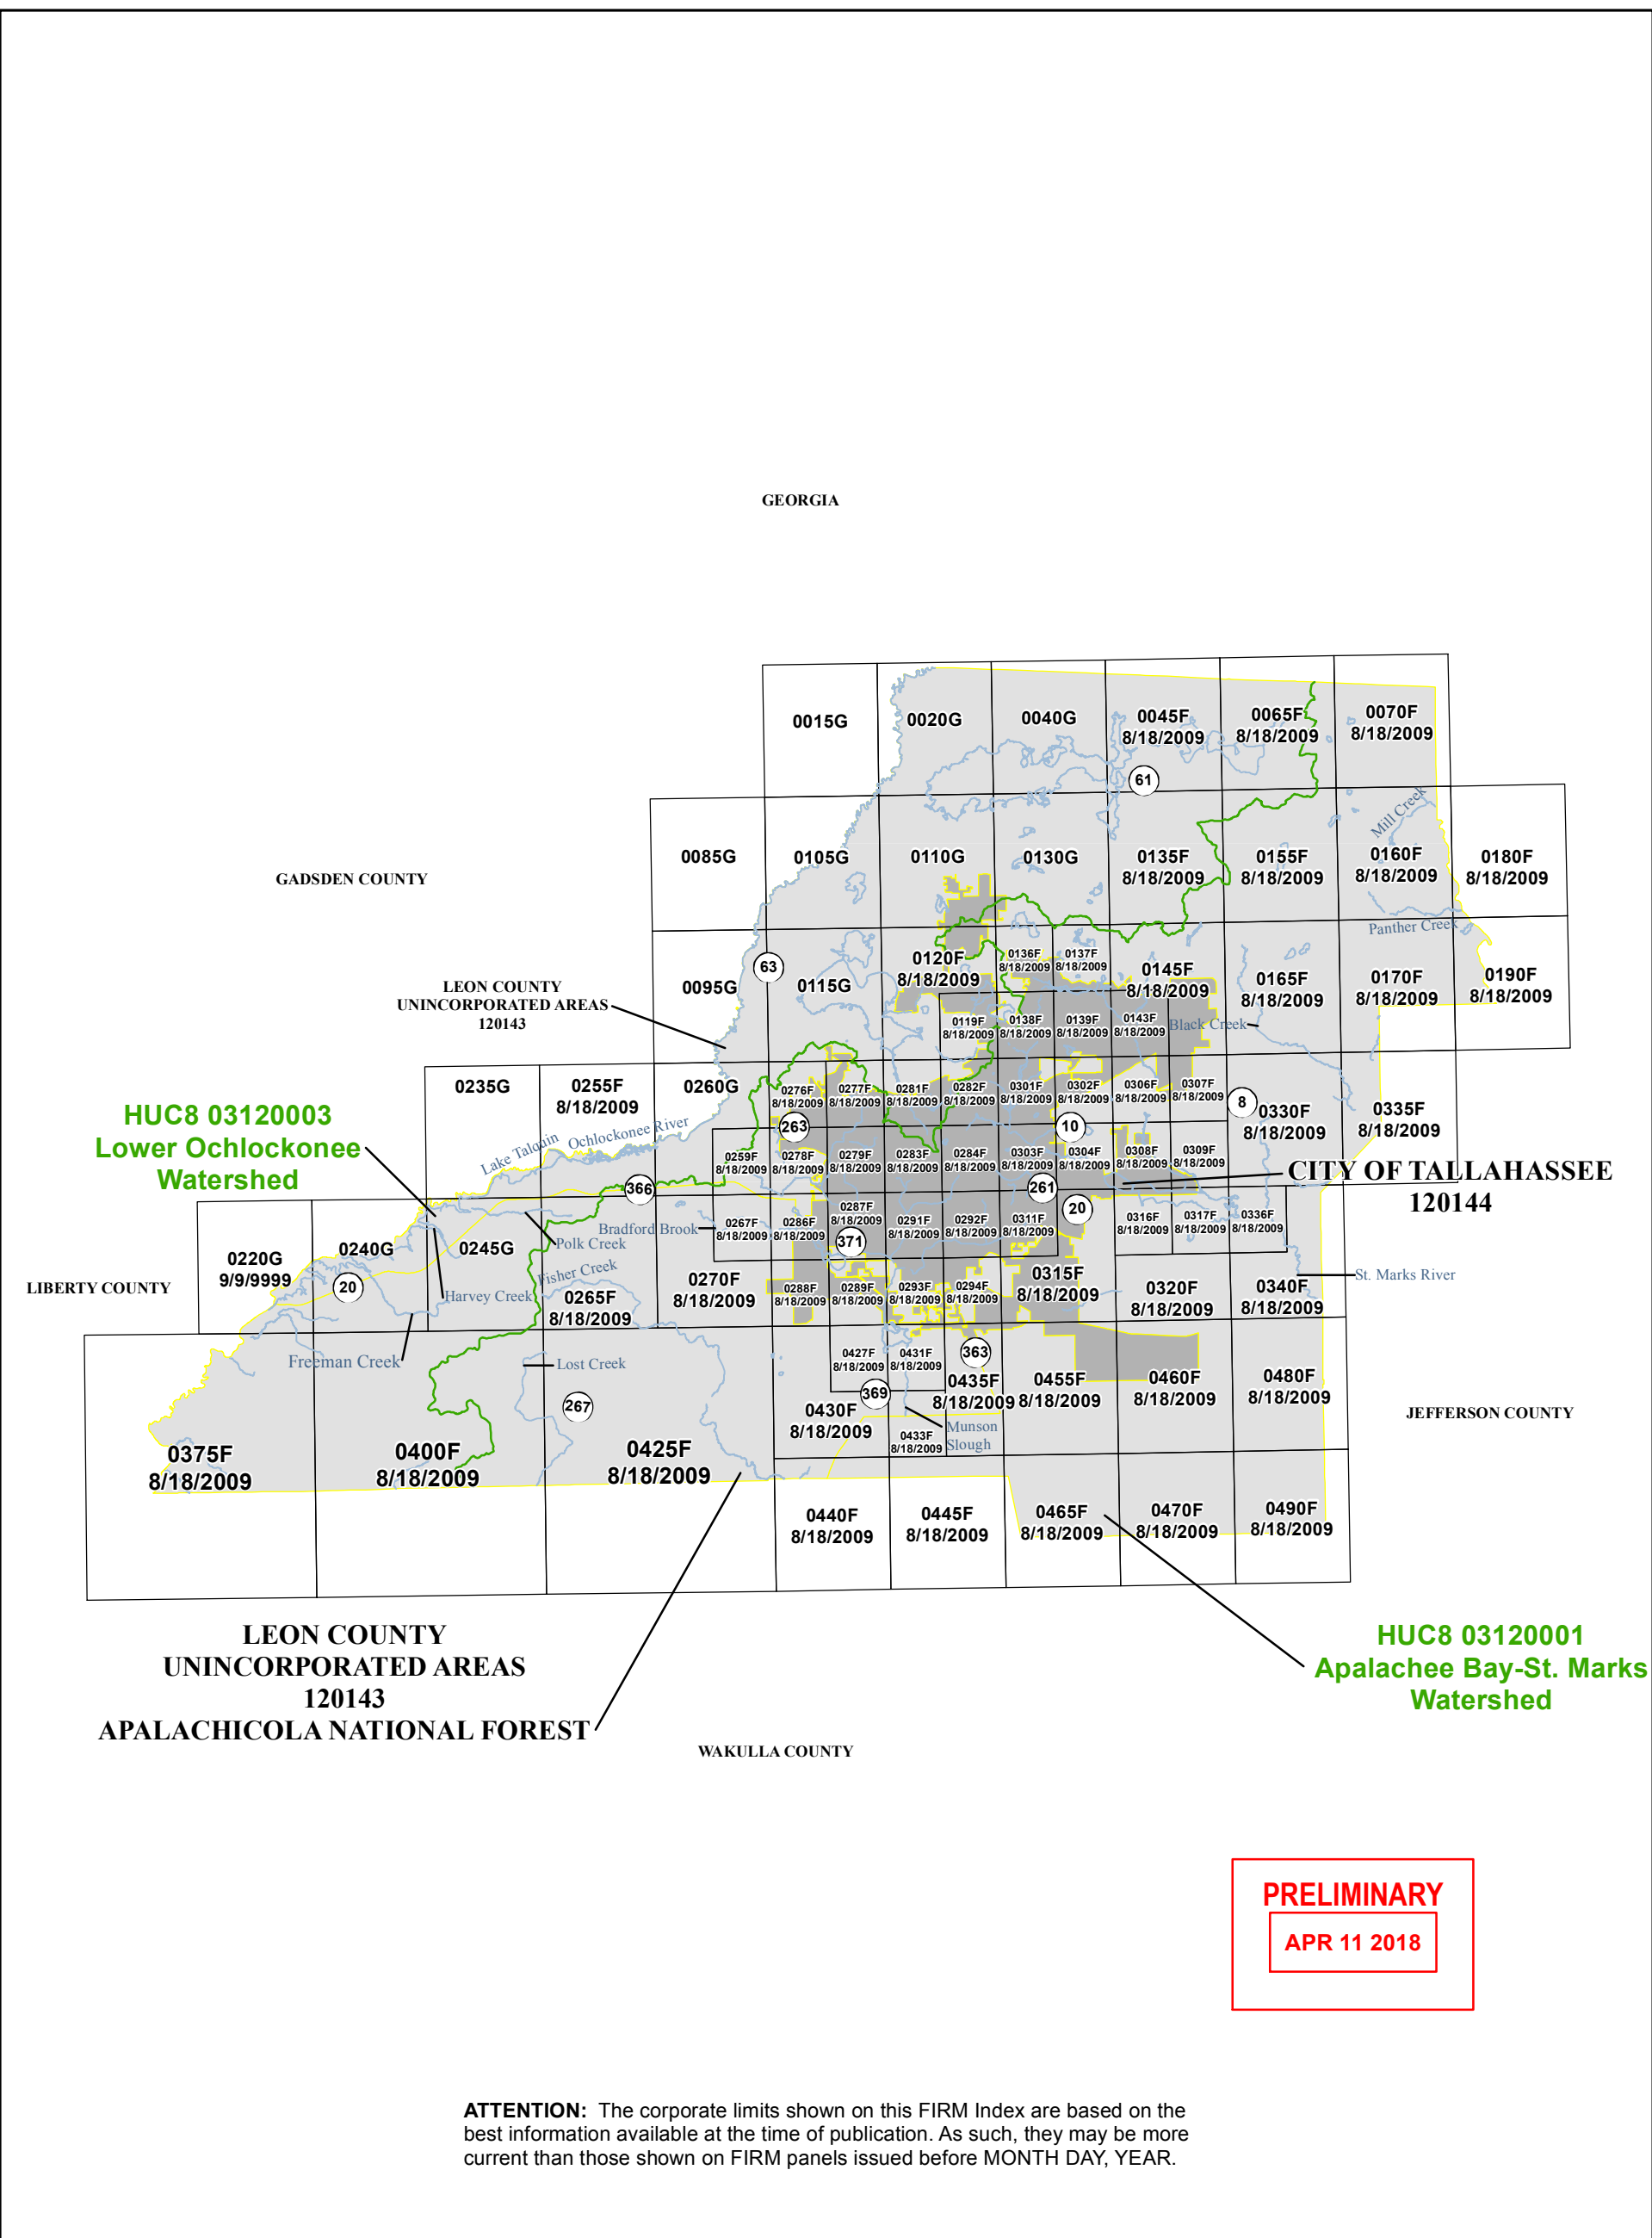 GEORGIA
0015G
0020G
0040G
0045F
8/18/2009
0065F
8/18/2009
0070F
8/18/2009
61
Mill Creek
0085G
0105G
0110G
0130G
0135F
8/18/2009
0155F
8/18/2009
0160F
8/18/2009
0180F
8/18/2009
GADSDEN COUNTY
Panther Creek
63
LEON COUNTY
UNINCORPORATED AREAS
120143
0095G
0115G
0120F
8/18/2009
0136F
8/18/2009
0137F
8/18/2009
0145F
8/18/2009
0165F
8/18/2009
0170F
8/18/2009
0190F
8/18/2009
0119F
8/18/2009
0138F
8/18/2009
0139F
8/18/2009
0143F
8/18/2009
Black Creek
0235G
0255F
8/18/2009
0260G
0276F
8/18/2009
0277F
8/18/2009
0281F
8/18/2009
0282F
8/18/2009
0301F
8/18/2009
0302F
8/18/2009
0306F
8/18/2009
0307F
8/18/2009
8
0330F
8/18/2009
0335F
8/18/2009
HUC8 03120003
Lower Ochlockonee
Watershed
Lake Talquin
Ochlockonee River
263
10
0259F
8/18/2009
0278F
8/18/2009
0279F
8/18/2009
0283F
8/18/2009
0284F
8/18/2009
0303F
8/18/2009
0304F
8/18/2009
0308F
8/18/2009
0309F
8/18/2009
CITY OF TALLAHASSEE
120144
366
261
20
0220G
9/9/9999
0240G
20
0245G
Polk Creek
Bradford Brook
0267F
8/18/2009
0286F
8/18/2009
0287F
8/18/2009
371
0291F
8/18/2009
0292F
8/18/2009
0311F
8/18/2009
0316F
8/18/2009
0317F
8/18/2009
0336F
8/18/2009
LIBERTY COUNTY
Harvey Creek
Fisher Creek
0265F
8/18/2009
0270F
8/18/2009
0288F
8/18/2009
0289F
8/18/2009
0293F
8/18/2009
0294F
8/18/2009
0315F
8/18/2009
0320F
8/18/2009
0340F
8/18/2009
St. Marks River
Freeman Creek
Lost Creek
267
0427F
8/18/2009
0431F
8/18/2009
363
369
0435F
8/18/2009
0455F
8/18/2009
0460F
8/18/2009
0480F
8/18/2009
JEFFERSON COUNTY
0375F
8/18/2009
0400F
8/18/2009
0425F
8/18/2009
0430F
8/18/2009
0433F
8/18/2009
Munson
Slough
0440F
8/18/2009
0445F
8/18/2009
0465F
8/18/2009
0470F
8/18/2009
0490F
8/18/2009
LEON COUNTY
UNINCORPORATED AREAS
120143
APALACHICOLA NATIONAL FOREST
HUC8 03120001
Apalachee Bay-St. Marks
Watershed
WAKULLA COUNTY
PRELIMINARY
APR 11 2018
ATTENTION: The corporate limits shown on this FIRM Index are based on the
best information available at the time of publication. As such, they may be more
current than those shown on FIRM panels issued before MONTH DAY, YEAR.